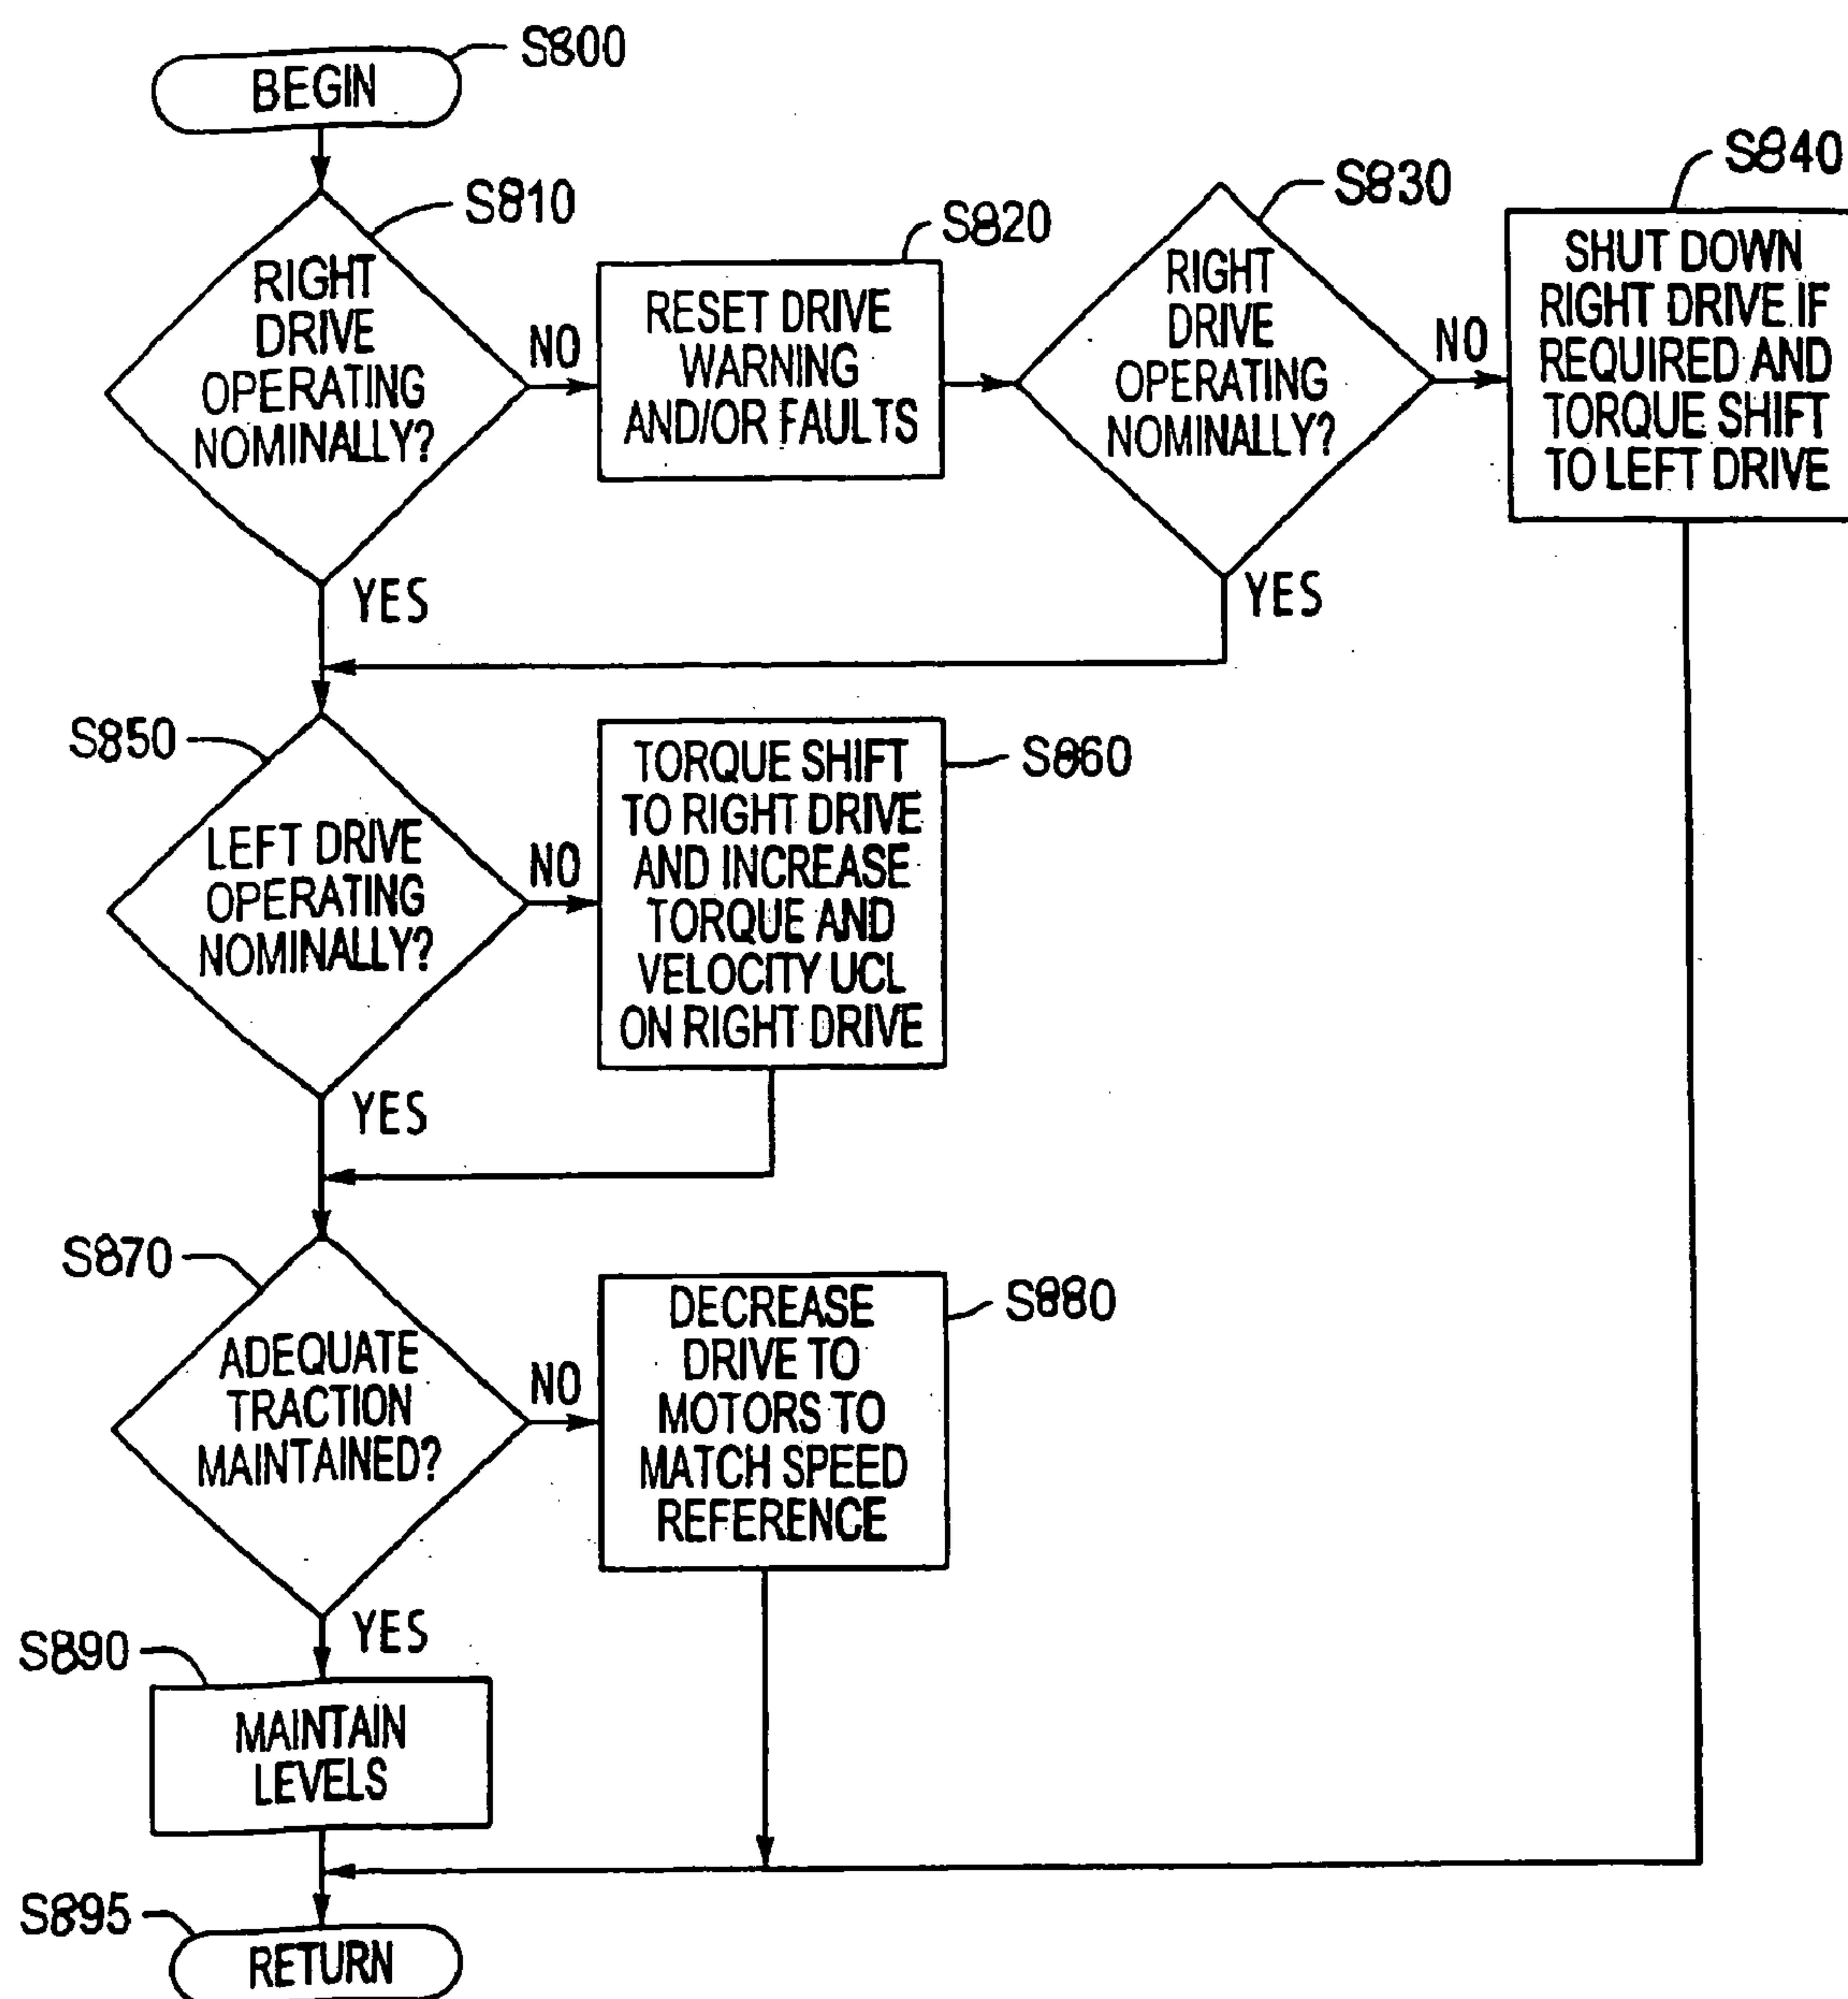 S800
BEGIN
S810
RIGHT
DRIVE
OPERATING
NOMINALLY?
NO
YES
S820
RESET DRIVE
WARNING
AND/OR FAULTS
S830
RIGHT
DRIVE
OPERATING
NOMINALLY?
NO
YES
S840
SHUT DOWN
RIGHT DRIVE IF
REQUIRED AND
TORQUE SHIFT
TO LEFT DRIVE
S850
LEFT DRIVE
OPERATING
NOMINALLY?
NO
YES
S860
TORQUE SHIFT
TO RIGHT DRIVE
AND INCREASE
TORQUE AND
VELOCITY UCL
ON RIGHT DRIVE
S870
ADEQUATE
TRACTION
MAINTAINED?
NO
YES
S880
DECREASE
DRIVE TO
MOTORS TO
MATCH SPEED
REFERENCE
S890
MAINTAIN
LEVELS
S895
RETURN